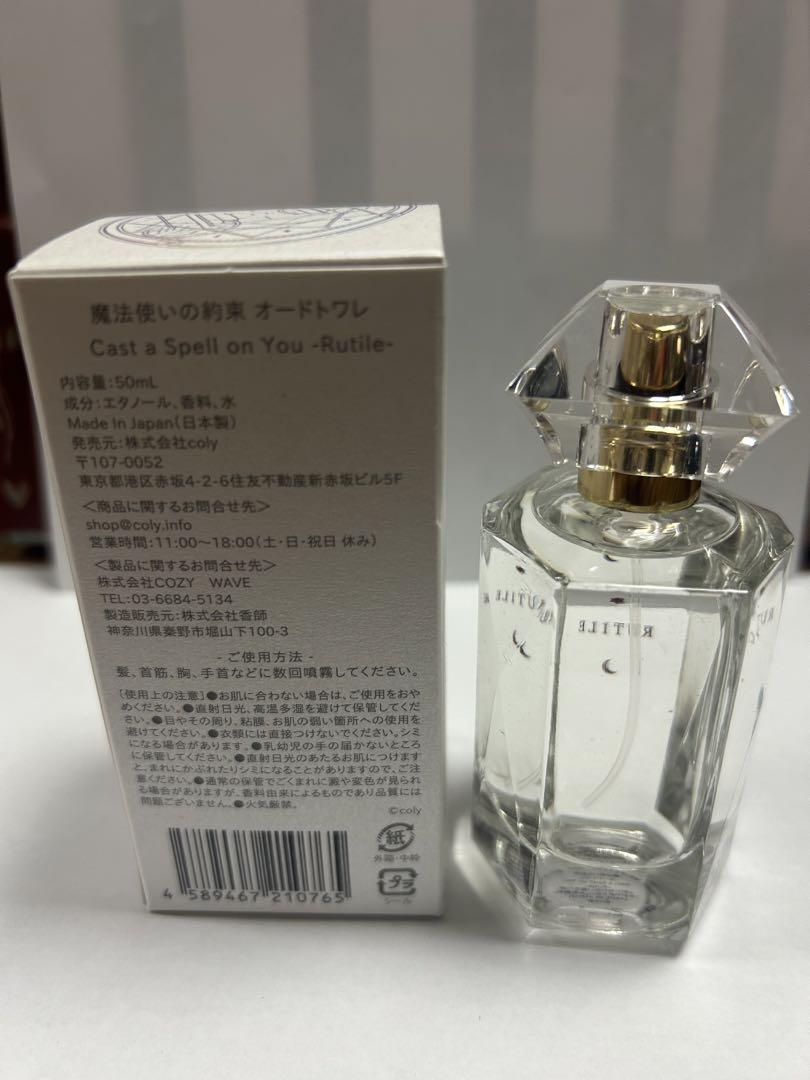 魔法使いの約束 オードトワレ
Cast a Spell on You -Rutile-
内容量:50mL
成分:エタノール、香料、水
Made In Japan(日本製)
発売元:株式会社coly
〒107-0052
東京都港区赤坂4-2-6住友不動産新赤坂ビル5F
<商品に関するお問合せ先>
shop@coly.info
営業時間:11:00〜18:00(土・日・祝日 休み)
<製品に関するお問合せ先>
株式会社COZY WAVE
TEL:03-6684-5134
製造販売元:株式会社香師
神奈川県秦野市堀山下100-3
- ご使用方法 -
髪、首筋、胸、手首などに数回噴霧してください。
[使用上の注意]●お肌に合わない場合は、ご使用をおや
めください。●直射日光、高温多湿を避けて保管してくだ
さい。●目やその周り、粘膜、お肌の弱い箇所への使用を
避けてください。●衣類には直接つけないでください。シミ
になる場合があります。●乳幼児の手の届かないところ
に保管してください。●直射日光のあたるお肌につけます
と、まれにかぶれたりシミになることがありますので、ご注
意ください。●通常の保管でごくまれに澱や変色が見られ
る場合がありますが、香料由来によるものであり品質には
問題ございません。●火気厳禁。
©coly
紙
外箱・中枠
プラ
シール
4 589467 210765
RUTILE
RUTILE